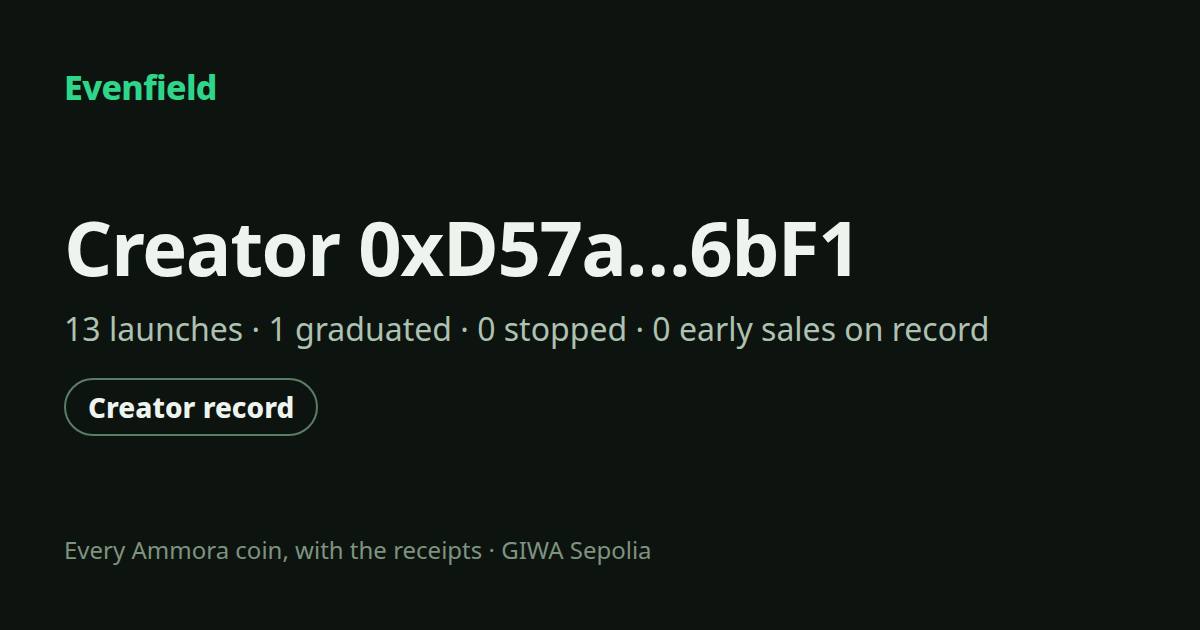 Evenfield
Creator 0xD57a…6bF1
13 launches · 1 graduated · 0 stopped · 0 early sales on record
Creator record
Every Ammora coin, with the receipts · GIWA Sepolia